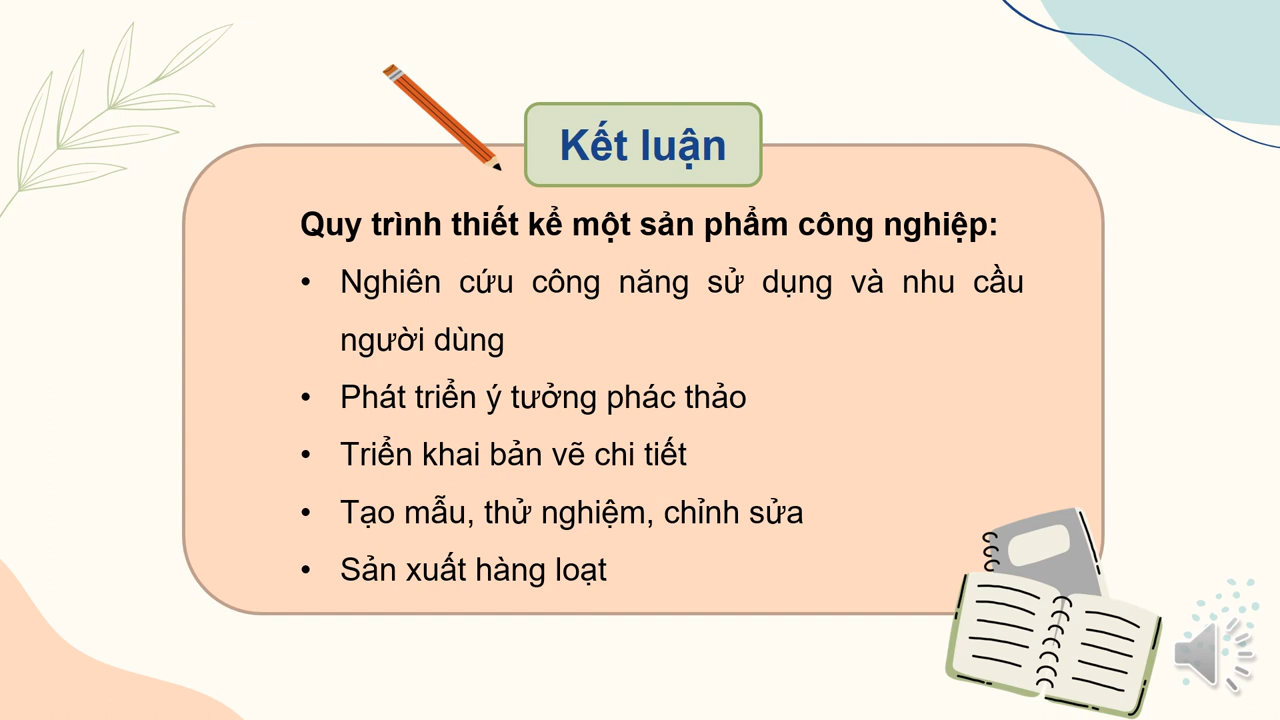 Kết luận
Quy trình thiết kể một sản phẩm công nghiệp:
• Nghiên cứu công năng sử dụng và nhu cầu
người dùng
• Phát triển ý tưởng phác thảo
• Triển khai bản vẽ chi tiết
• Tạo mẫu, thử nghiệm, chỉnh sửa
• Sản xuất hàng loạt